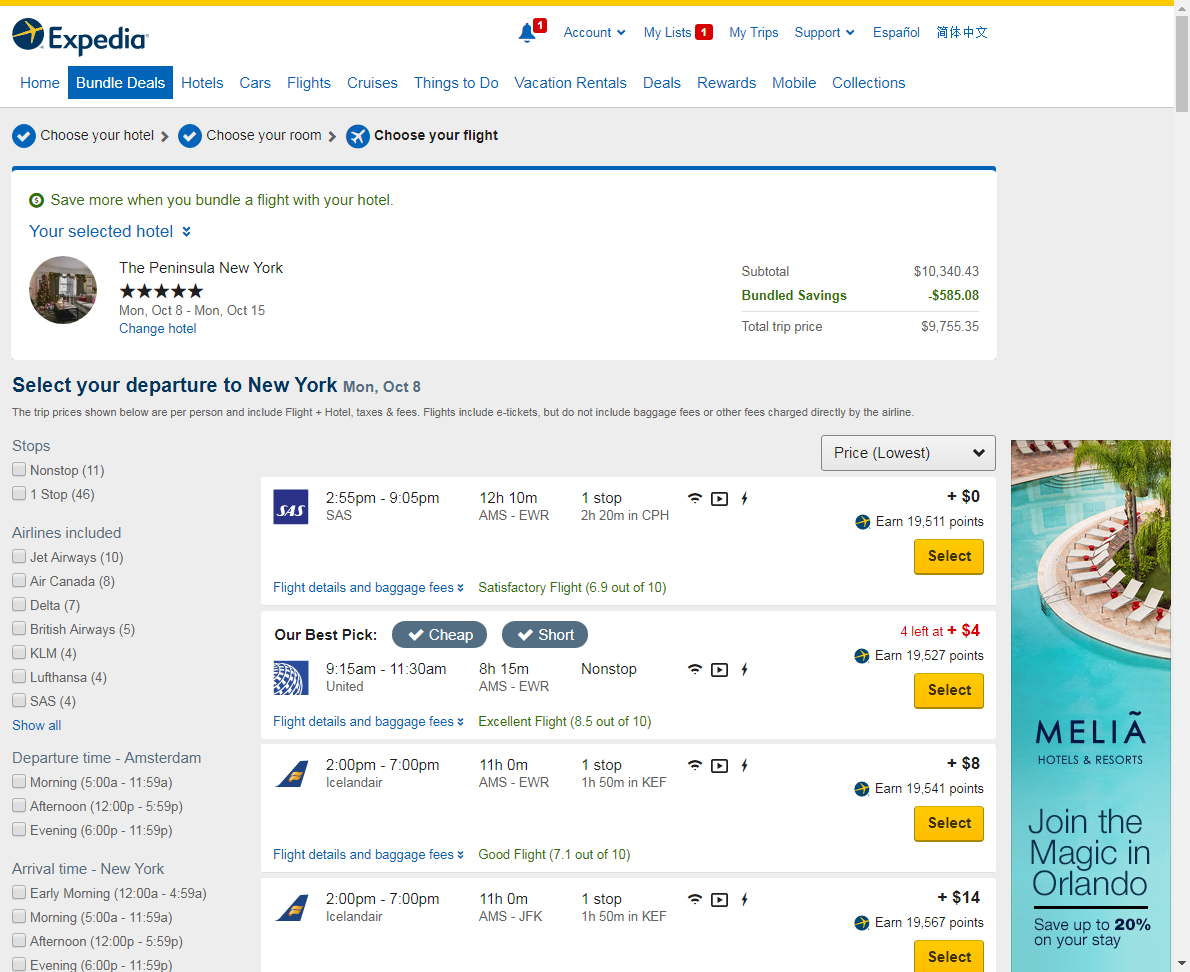 Expedia
1
Account
My Lists 1
My Trips
Support
Español
简体中文
Home
Bundle Deals
Hotels
Cars
Flights
Cruises
Things to Do
Vacation Rentals
Deals
Rewards
Mobile
Collections
Choose your hotel
Choose your room
Choose your flight
Save more when you bundle a flight with your hotel.
Your selected hotel
The Peninsula New York
Mon, Oct 8 - Mon, Oct 15
Change hotel
Subtotal $10,340.43
Bundled Savings -$585.08
Total trip price $9,755.35
Select your departure to New York Mon, Oct 8
The trip prices shown below are per person and include Flight + Hotel, taxes & fees. Flights include e-tickets, but do not include baggage fees or other fees charged directly by the airline.
Stops
Nonstop (11)
1 Stop (46)
Airlines included
Jet Airways (10)
Air Canada (8)
Delta (7)
British Airways (5)
KLM (4)
Lufthansa (4)
SAS (4)
Show all
Departure time - Amsterdam
Morning (5:00a - 11:59a)
Afternoon (12:00p - 5:59p)
Evening (6:00p - 11:59p)
Arrival time - New York
Early Morning (12:00a - 4:59a)
Morning (5:00a - 11:59a)
Afternoon (12:00p - 5:59p)
Evening (6:00p - 11:59p)
Price (Lowest)
SAS
2:55pm - 9:05pm 12h 10m 1 stop + $0
SAS AMS - EWR 2h 20m in CPH
Earn 19,511 points
Select
Flight details and baggage fees Satisfactory Flight (6.9 out of 10)
Our Best Pick: Cheap Short 4 left at + $4
Earn 19,527 points
9:15am - 11:30am 8h 15m Nonstop
United AMS - EWR
Select
Flight details and baggage fees Excellent Flight (8.5 out of 10)
2:00pm - 7:00pm 11h 0m 1 stop + $8
Icelandair AMS - EWR 1h 50m in KEF
Earn 19,541 points
Select
Flight details and baggage fees Good Flight (7.1 out of 10)
2:00pm - 7:00pm 11h 0m 1 stop + $14
Icelandair AMS - JFK 1h 50m in KEF
Earn 19,567 points
Select
MELIÃ
HOTELS & RESORTS
Join the
Magic in
Orlando
Save up to 20%
on your stay